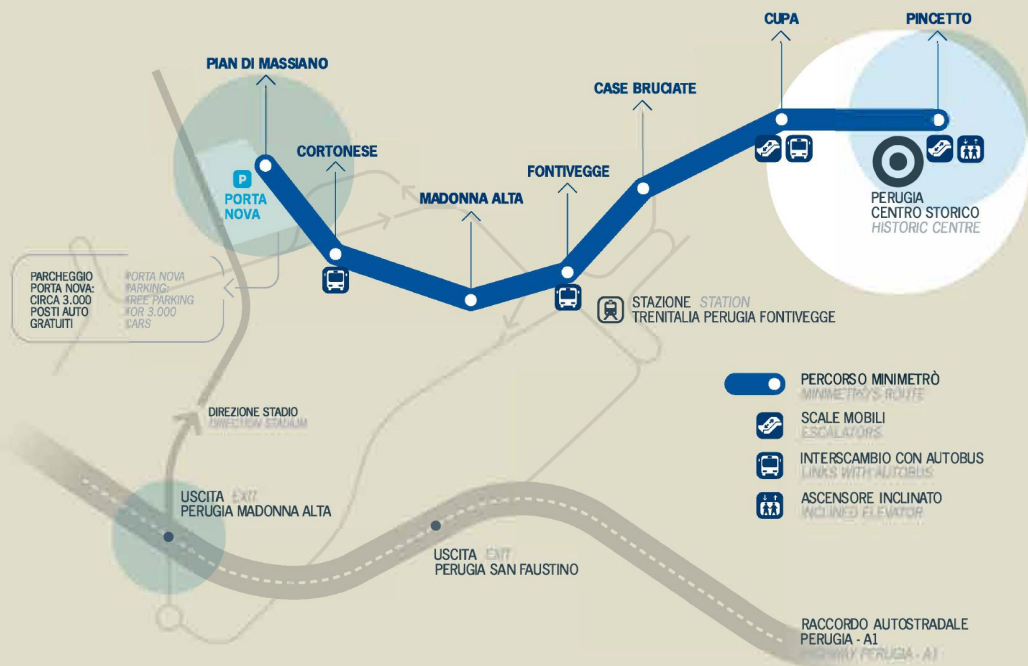 CUPA
PINCETTO
PIAN DI MASSIANO
CASE BRUCIATE
CORTONESE
FONTIVEGGE
MADONNA ALTA
P
PORTA
NOVA
PERUGIA
CENTRO STORICO
HISTORIC CENTRE
PARCHEGGIO
PORTA NOVA:
CIRCA 3.000
POSTI AUTO
GRATUITI
PORTA NOVA
PARKING:
FREE PARKING
FOR 3.000
CARS
STAZIONE STATION
TRENITALIA PERUGIA FONTIVEGGE
PERCORSO MINIMETRÒ
MINIMETRÒ'S ROUTE
SCALE MOBILI
ESCALATORS
INTERSCAMBIO CON AUTOBUS
LINKS WITH AUTOBUS
ASCENSORE INCLINATO
INCLINED ELEVATOR
DIREZIONE STADIO
DIRECTION STADIUM
USCITA EXIT
PERUGIA MADONNA ALTA
USCITA EXIT
PERUGIA SAN FAUSTINO
RACCORDO AUTOSTRADALE
PERUGIA - A1
HIGHWAY PERUGIA - A1